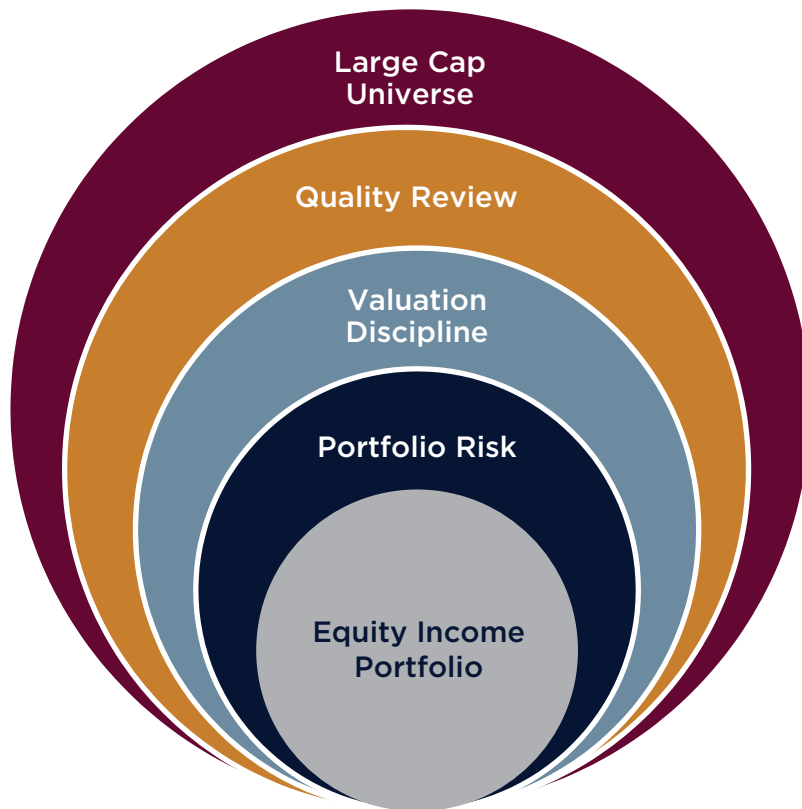 Large Cap
Universe
Quality Review
Valuation
Discipline
Portfolio Risk
Equity Income
Portfolio